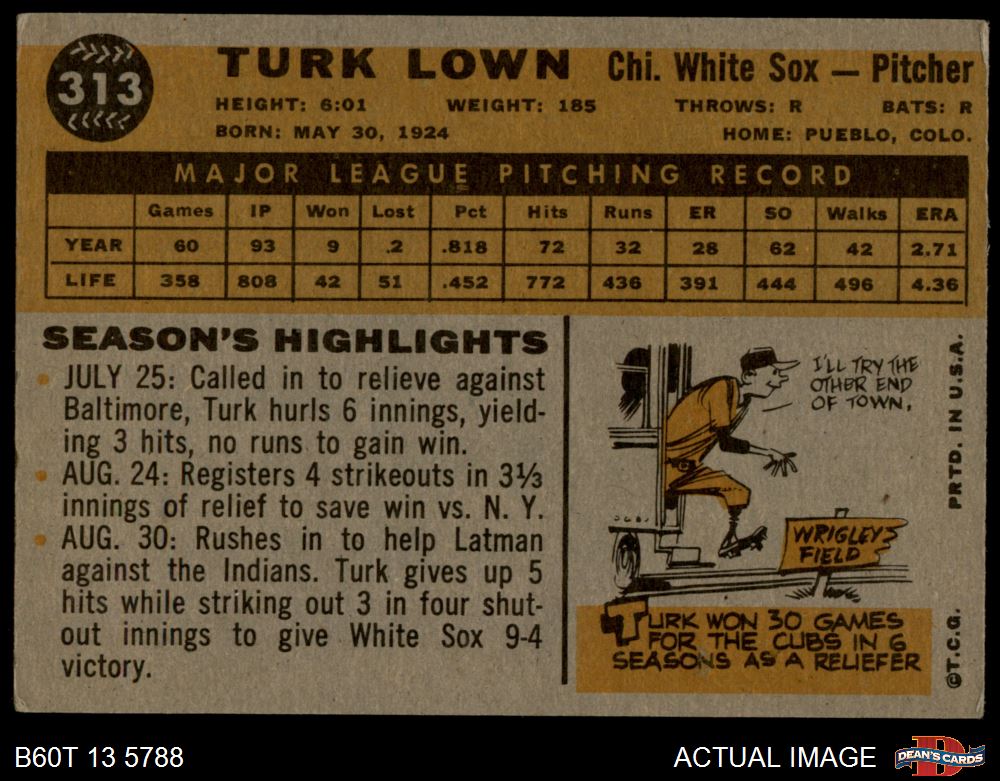 313
TURK LOWN Chi. White Sox — Pitcher
HEIGHT: 6:01 WEIGHT: 185 THROWS: R BATS: R
BORN: MAY 30, 1924 HOME: PUEBLO, COLO.
MAJOR LEAGUE PITCHING RECORD
Games IP Won Lost Pct Hits Runs ER SO Walks ERA
YEAR 60 93 9 .2 .818 72 32 28 62 42 2.71
LIFE 358 808 42 51 .452 772 436 391 444 496 4.36
SEASON'S HIGHLIGHTS
• JULY 25: Called in to relieve against
Baltimore, Turk hurls 6 innings, yield-
ing 3 hits, no runs to gain win.
• AUG. 24: Registers 4 strikeouts in 3⅓
innings of relief to save win vs. N. Y.
• AUG. 30: Rushes in to help Latman
against the Indians. Turk gives up 5
hits while striking out 3 in four shut-
out innings to give White Sox 9-4
victory.
I'LL TRY THE
OTHER END
OF TOWN.
WRIGLEY
FIELD
TURK WON 30 GAMES
FOR THE CUBS IN 6
SEASONS AS A RELIEFER
©T.C.G. PRTD. IN U.S.A.
B60T 13 5788 ACTUAL IMAGE
D
DEAN'S CARDS